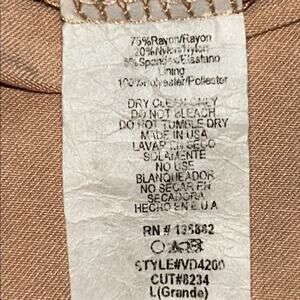 75%Rayon/Rayon
20%Nylon/Nylon
5%Spandex/Elastano
Lining
100%Polyester/Poliester
DRY CLEAN ONLY
DO NOT BLEACH
DO NOT TUMBLE DRY
MADE IN USA
LAVAR EN SECO
SOLAMENTE
NO USE
BLANQUEADOR
NO SECAR EN
SECADORA
HECHO EN E.U.A
RN # 135882
STYLE#VD4200
CUT#8234
L(Grande)